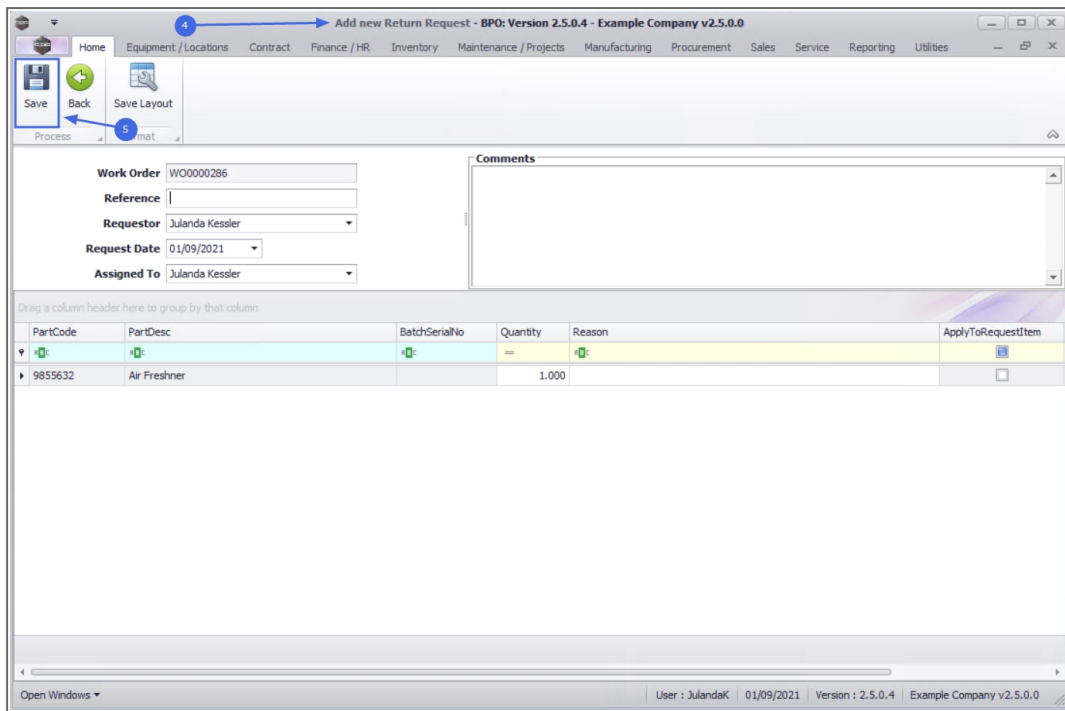 4
Add new Return Request - BPO: Version 2.5.0.4 - Example Company v2.5.0.0
Home Equipment / Locations Contract Finance / HR Inventory Maintenance / Projects Manufacturing Procurement Sales Service Reporting Utilities
Save Back Save Layout
5
Process
Work Order WO0000286
Reference
Requestor Julanda Kessler
Request Date 01/09/2021
Assigned To Julanda Kessler
Comments
Drag a column header here to group by that column
PartCode PartDesc BatchSerialNo Quantity Reason ApplyToRequestItem
=
9855632 Air Freshner 1.000
Open Windows User : JulandaK 01/09/2021 Version : 2.5.0.4 Example Company v2.5.0.0